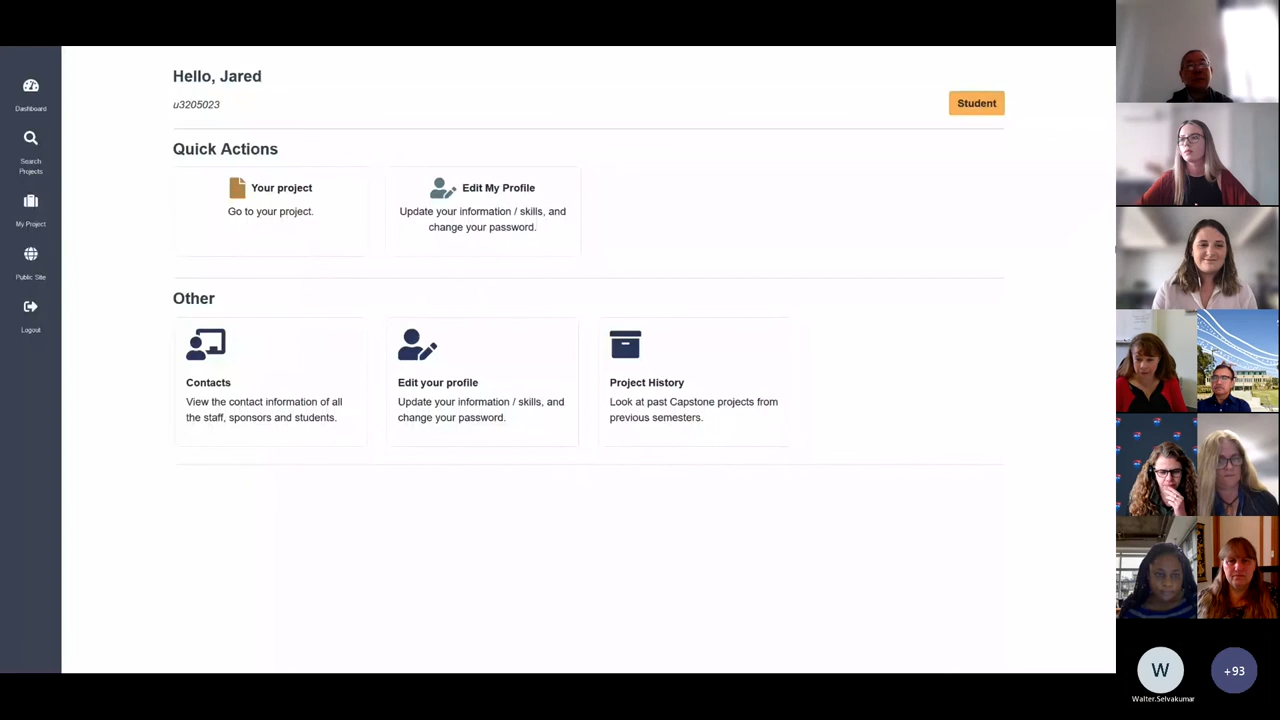 Hello, Jared
u3205023
Student
Dashboard
Search
Projects
My Project
Public Site
Logout
Quick Actions
Your project
Go to your project.
Edit My Profile
Update your information / skills, and
change your password.
Other
Contacts
View the contact information of all
the staff, sponsors and students.
Edit your profile
Update your information / skills, and
change your password.
Project History
Look at past Capstone projects from
previous semesters.
W
Walter.Selvakumar
+93